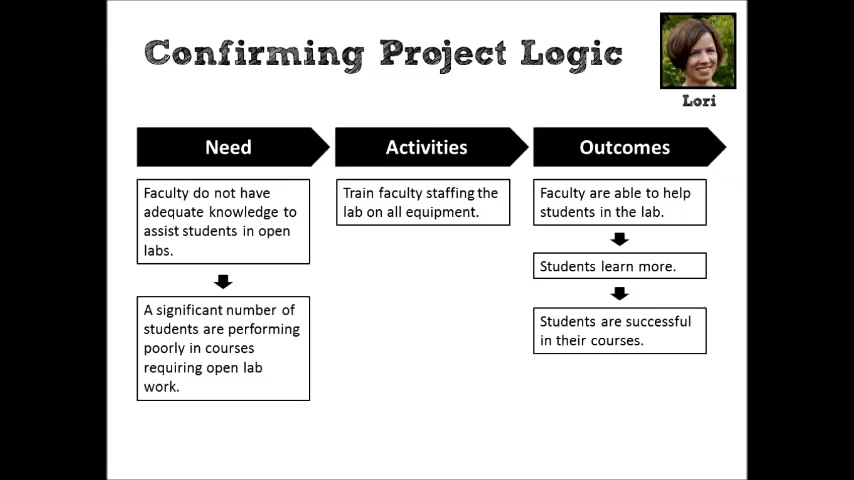 Confirming Project Logic
Lori
Need
Activities
Outcomes
Faculty do not have
adequate knowledge to
assist students in open
labs.
A significant number of
students are performing
poorly in courses
requiring open lab
work.
Train faculty staffing the
lab on all equipment.
Faculty are able to help
students in the lab.
Students learn more.
Students are successful
in their courses.